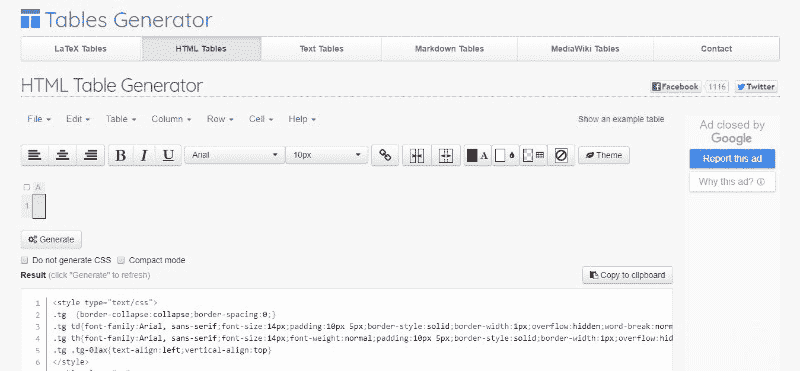 Tables Generator
LaTeX Tables HTML Tables Text Tables Markdown Tables MediaWiki Tables Contact
HTML Table Generator
Facebook 1116 Twitter
File Edit Table Column Row Cell Help Show an example table
Ad closed by
Google
Report this ad
Why this ad?
B I U Arial 10px A Theme
A
1
Generate
Do not generate CSS Compact mode
Result (click "Generate" to refresh) Copy to clipboard
1 <style type="text/css">
2 .tg {border-collapse:collapse;border-spacing:0;}
3 .tg td{font-family:Arial, sans-serif;font-size:14px;padding:10px 5px;border-style:solid;border-width:1px;overflow:hidden;word-break:norm
4 .tg th{font-family:Arial, sans-serif;font-size:14px;font-weight:normal;padding:10px 5px;border-style:solid;border-width:1px;overflow:hid
5 .tg .tg-0lax{text-align:left;vertical-align:top}
6 </style>